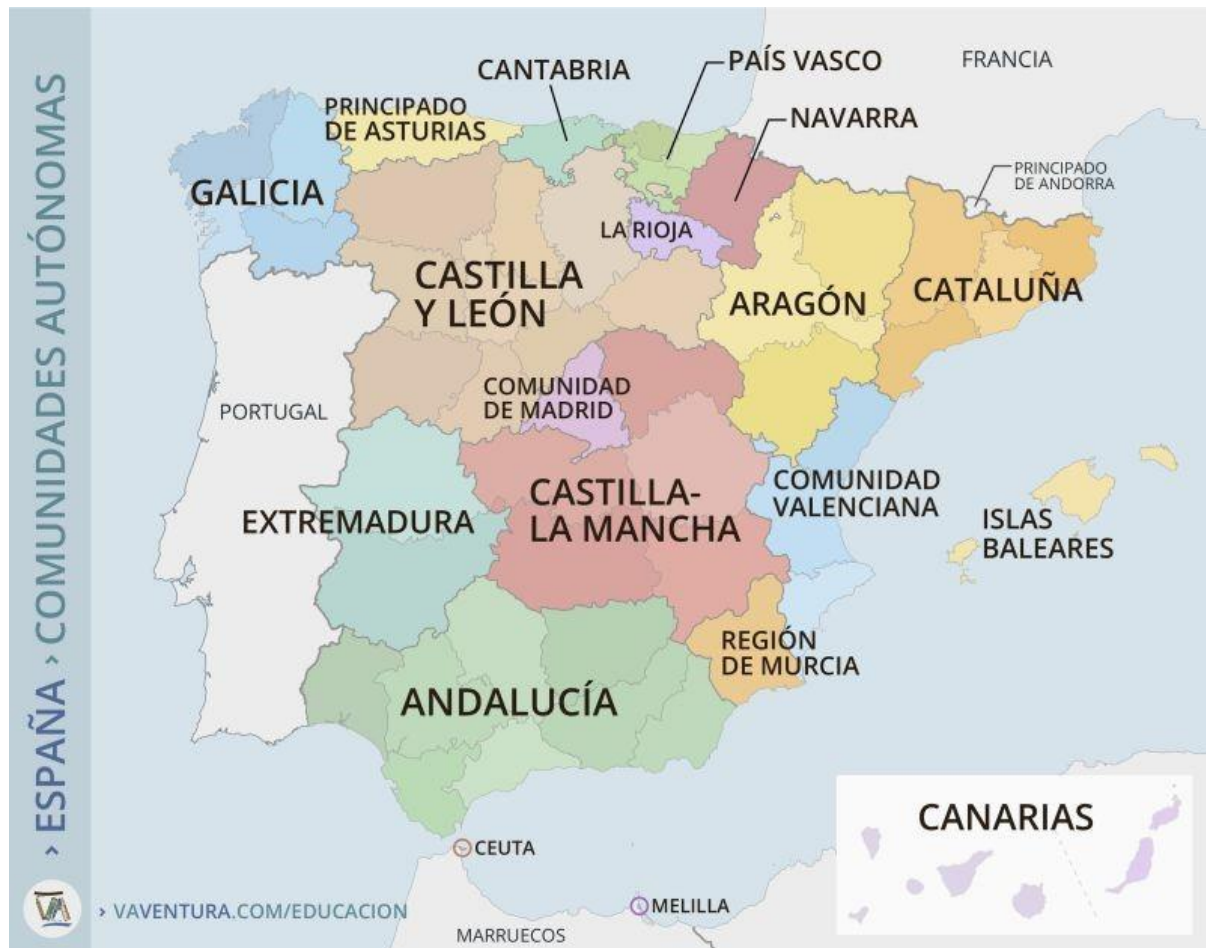 > ESPAÑA > COMUNIDADES AUTÓNOMAS
CANTABRIA
PAÍS VASCO
FRANCIA
PRINCIPADO
DE ASTURIAS
NAVARRA
PRINCIPADO
DE ANDORRA
GALICIA
LA RIOJA
CASTILLA
Y LEÓN
ARAGÓN
CATALUÑA
COMUNIDAD
DE MADRID
PORTUGAL
CASTILLA-
LA MANCHA
COMUNIDAD
VALENCIANA
EXTREMADURA
ISLAS
BALEARES
REGIÓN
DE MURCIA
ANDALUCÍA
CANARIAS
CEUTA
MELILLA
> VAVENTURA.COM/EDUCACION
MARRUECOS